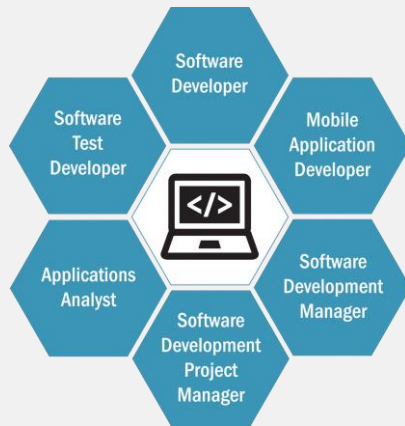 Software
Developer
Mobile
Application
Developer
Software
Development
Manager
Software
Development
Project
Manager
Applications
Analyst
Software
Test
Developer
</>